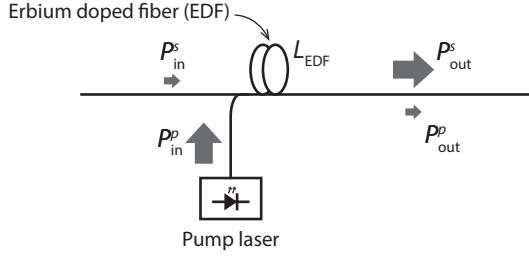 Erbium doped fiber (EDF)
P^s_in
L_EDF
P^s_out
P^p_in
P^p_out
Pump laser